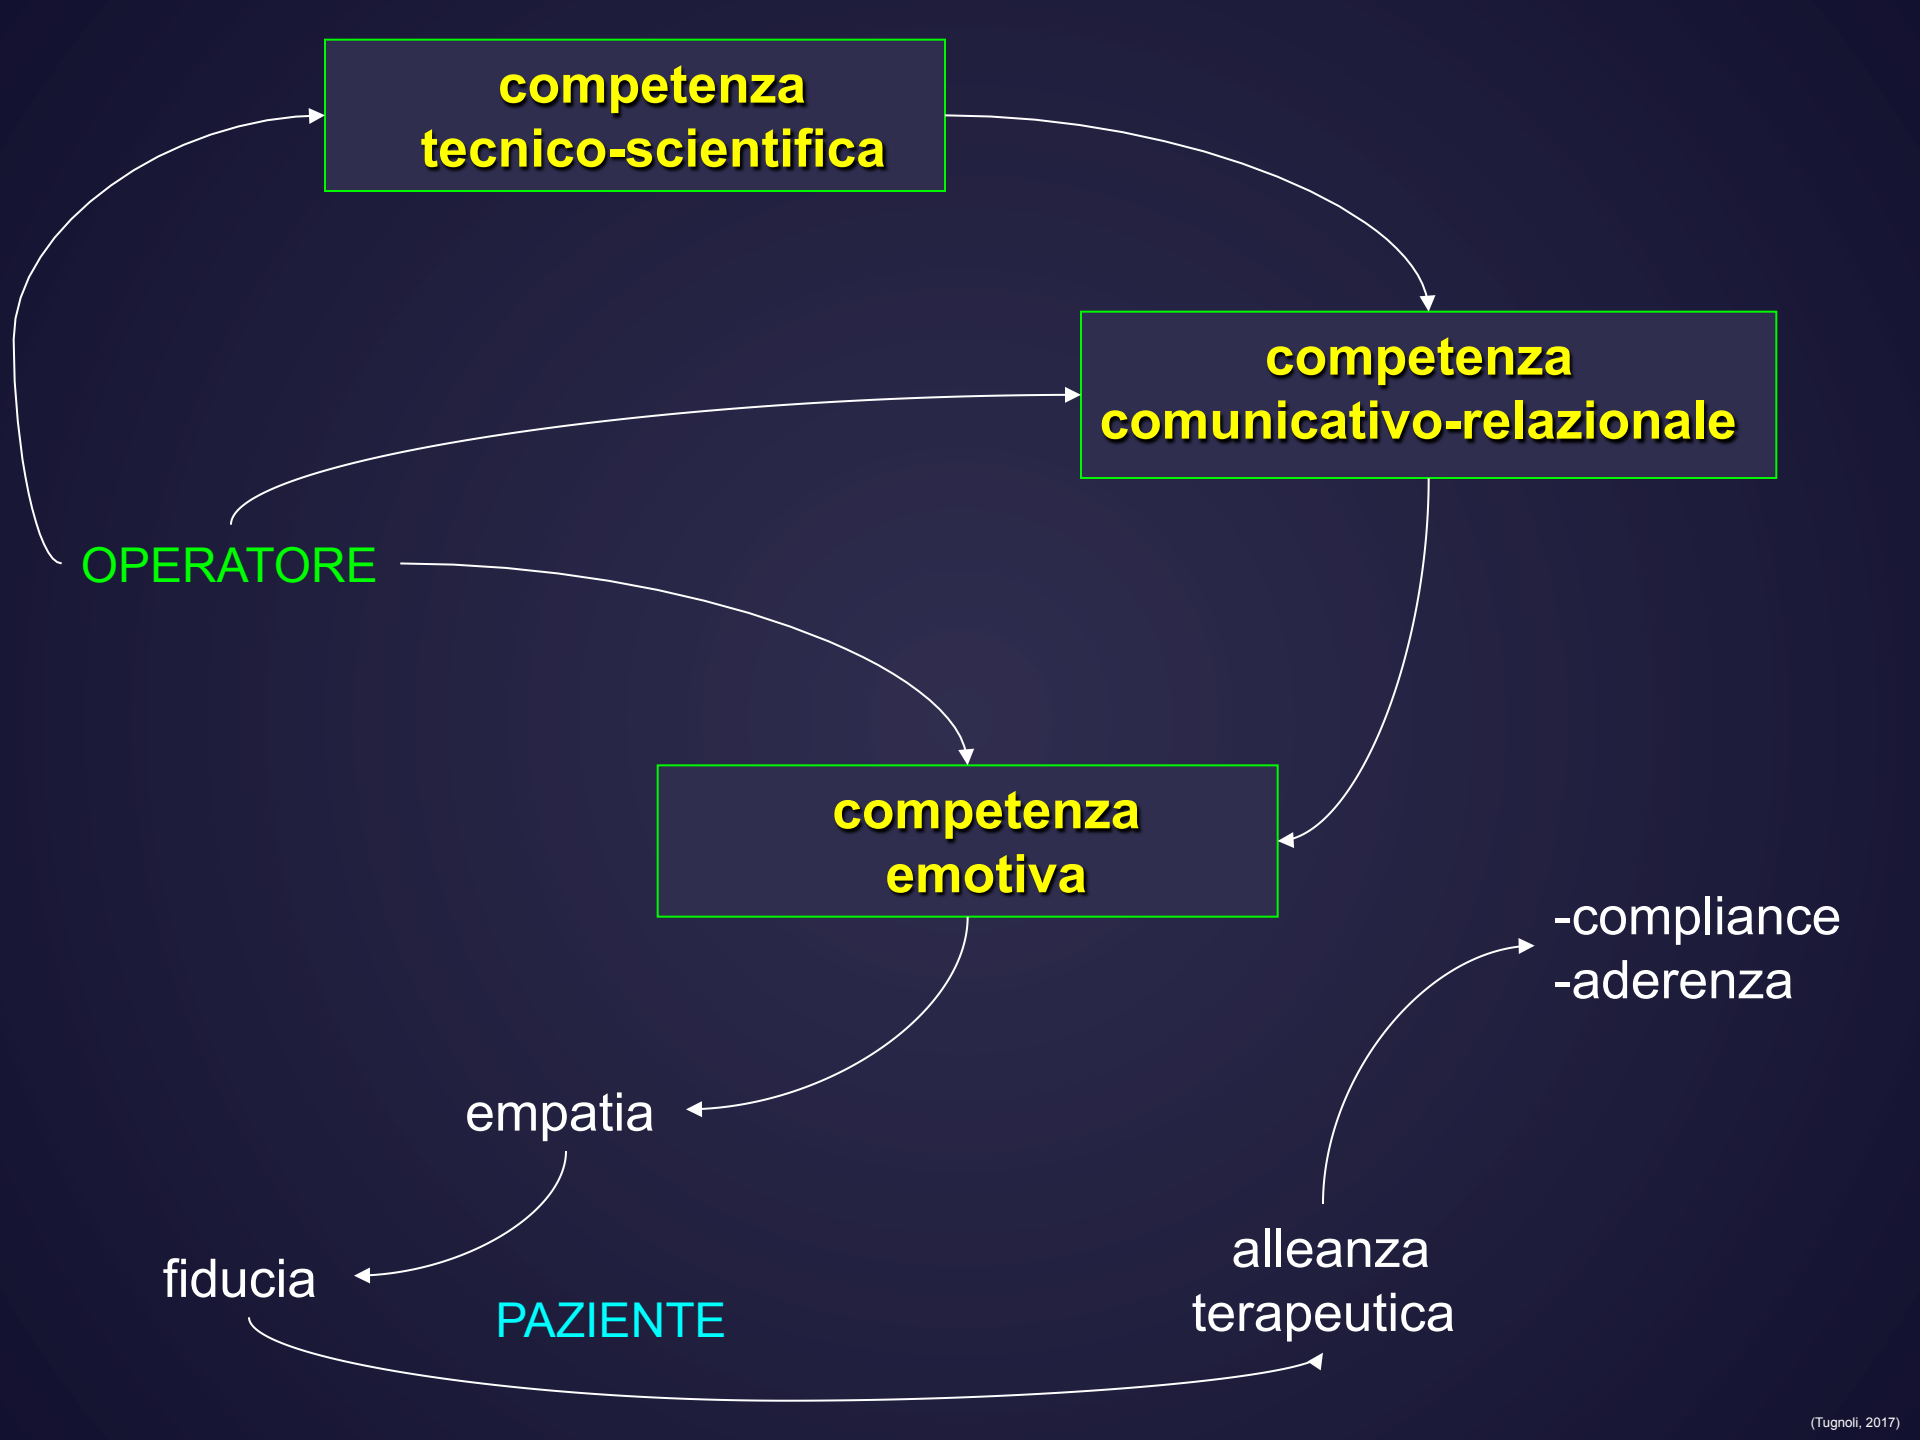 competenza
tecnico-scientifica
competenza
comunicativo-relazionale
OPERATORE
competenza
emotiva
-compliance
-aderenza
empatia
alleanza
terapeutica
fiducia
PAZIENTE
(Tugnoli, 2017)